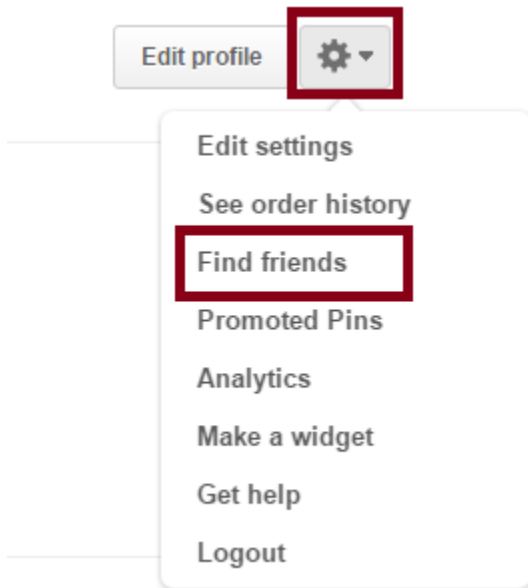 Edit profile
Edit settings
See order history
Find friends
Promoted Pins
Analytics
Make a widget
Get help
Logout